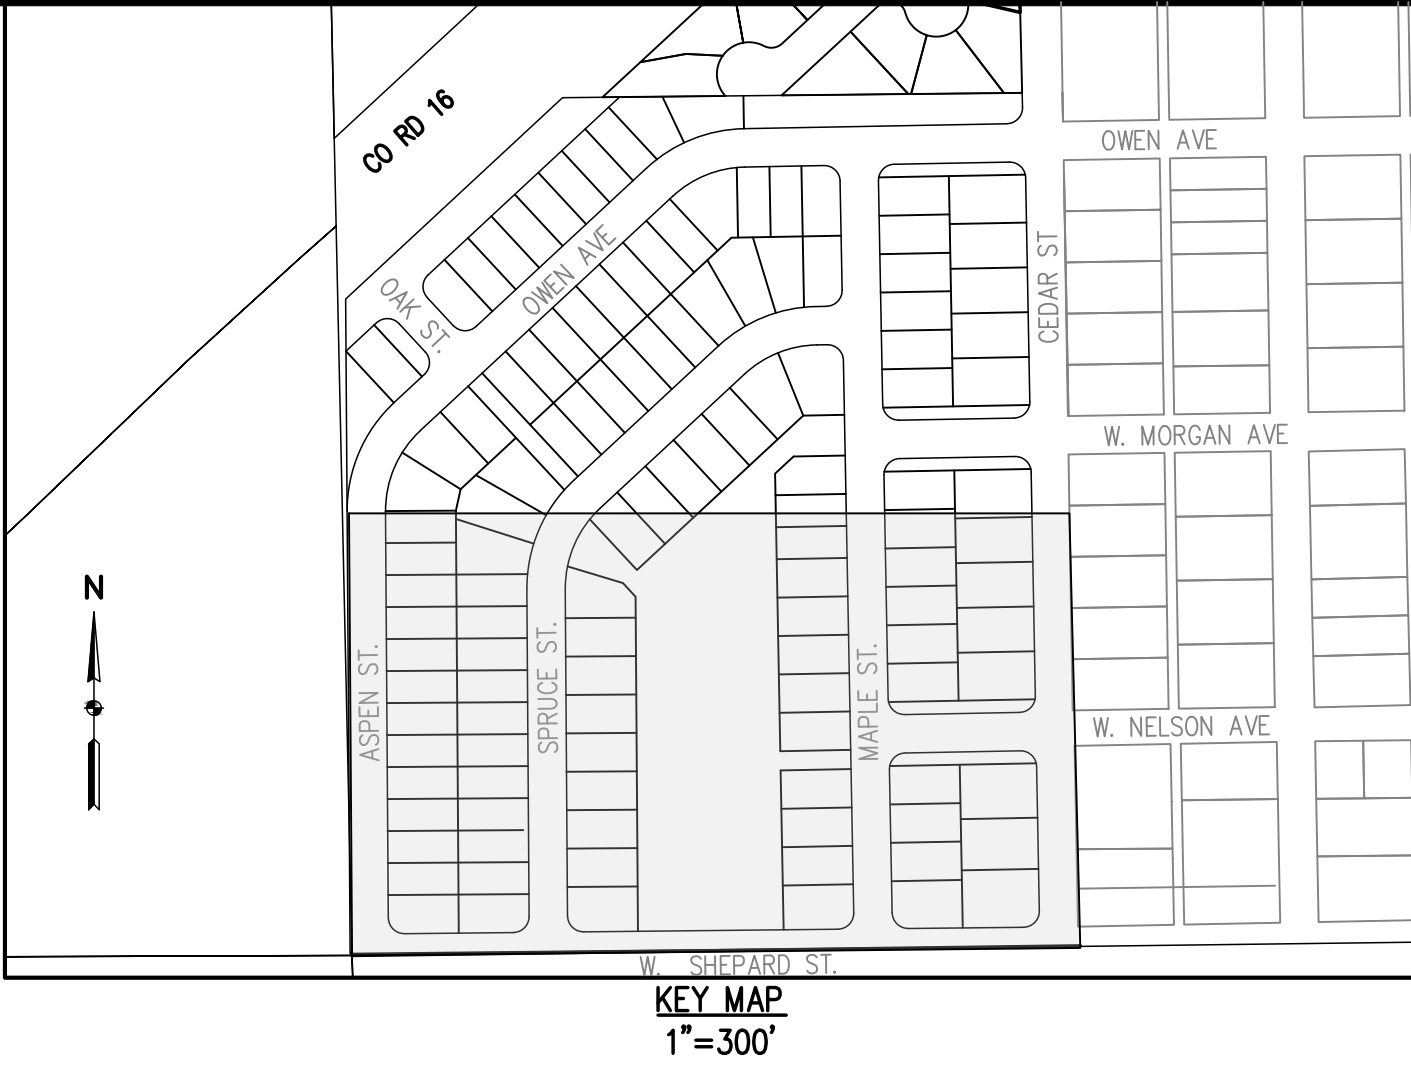 CO RD 16
OWEN AVE
OAK ST.
OWEN AVE
CEDAR ST
W. MORGAN AVE
N
ASPEN ST.
SPRUCE ST.
MAPLE ST.
W. NELSON AVE
W. SHEPARD ST.
KEY MAP
1"=300'